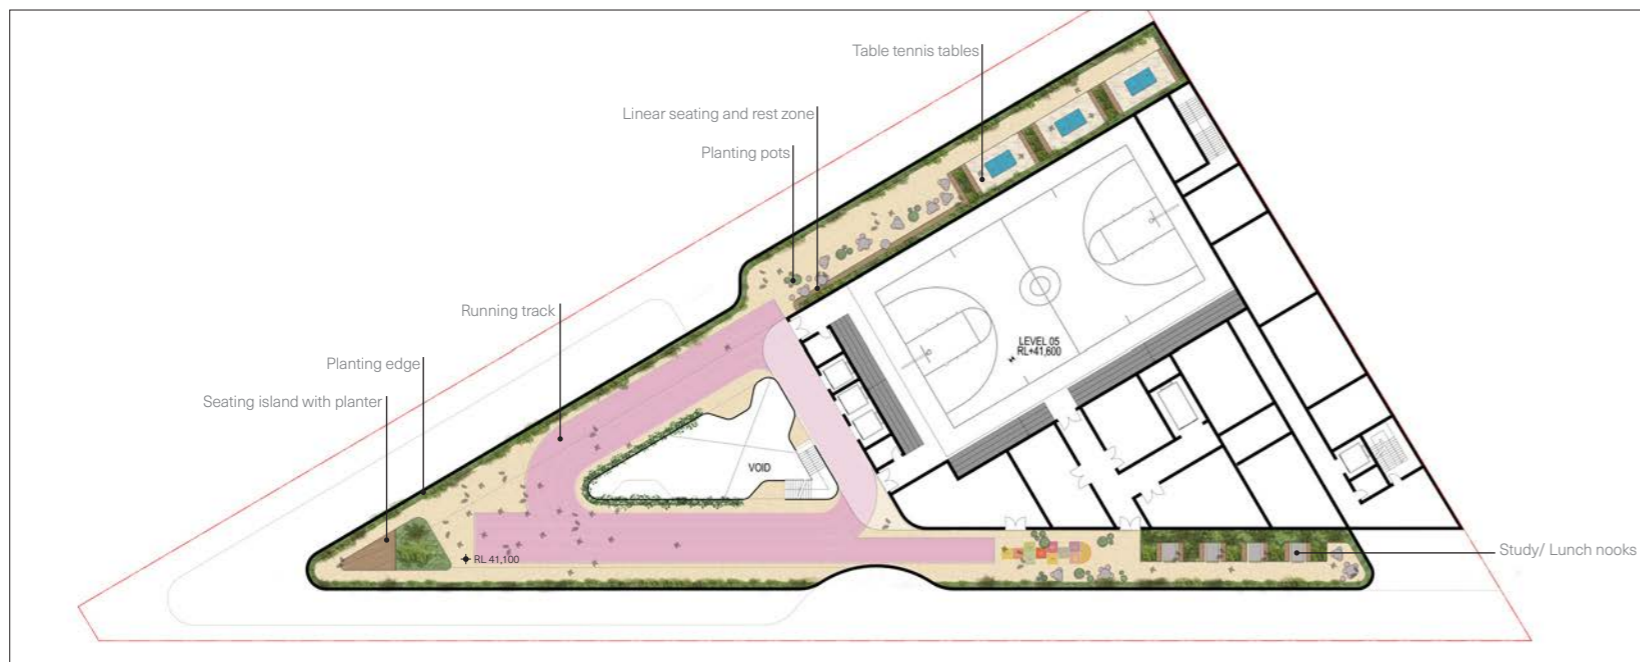 Table tennis tables
Linear seating and rest zone
Planting pots
Running track
Planting edge
Seating island with planter
LEVEL 05
RL+41,600
VOID
RL 41,100
Study/ Lunch nooks